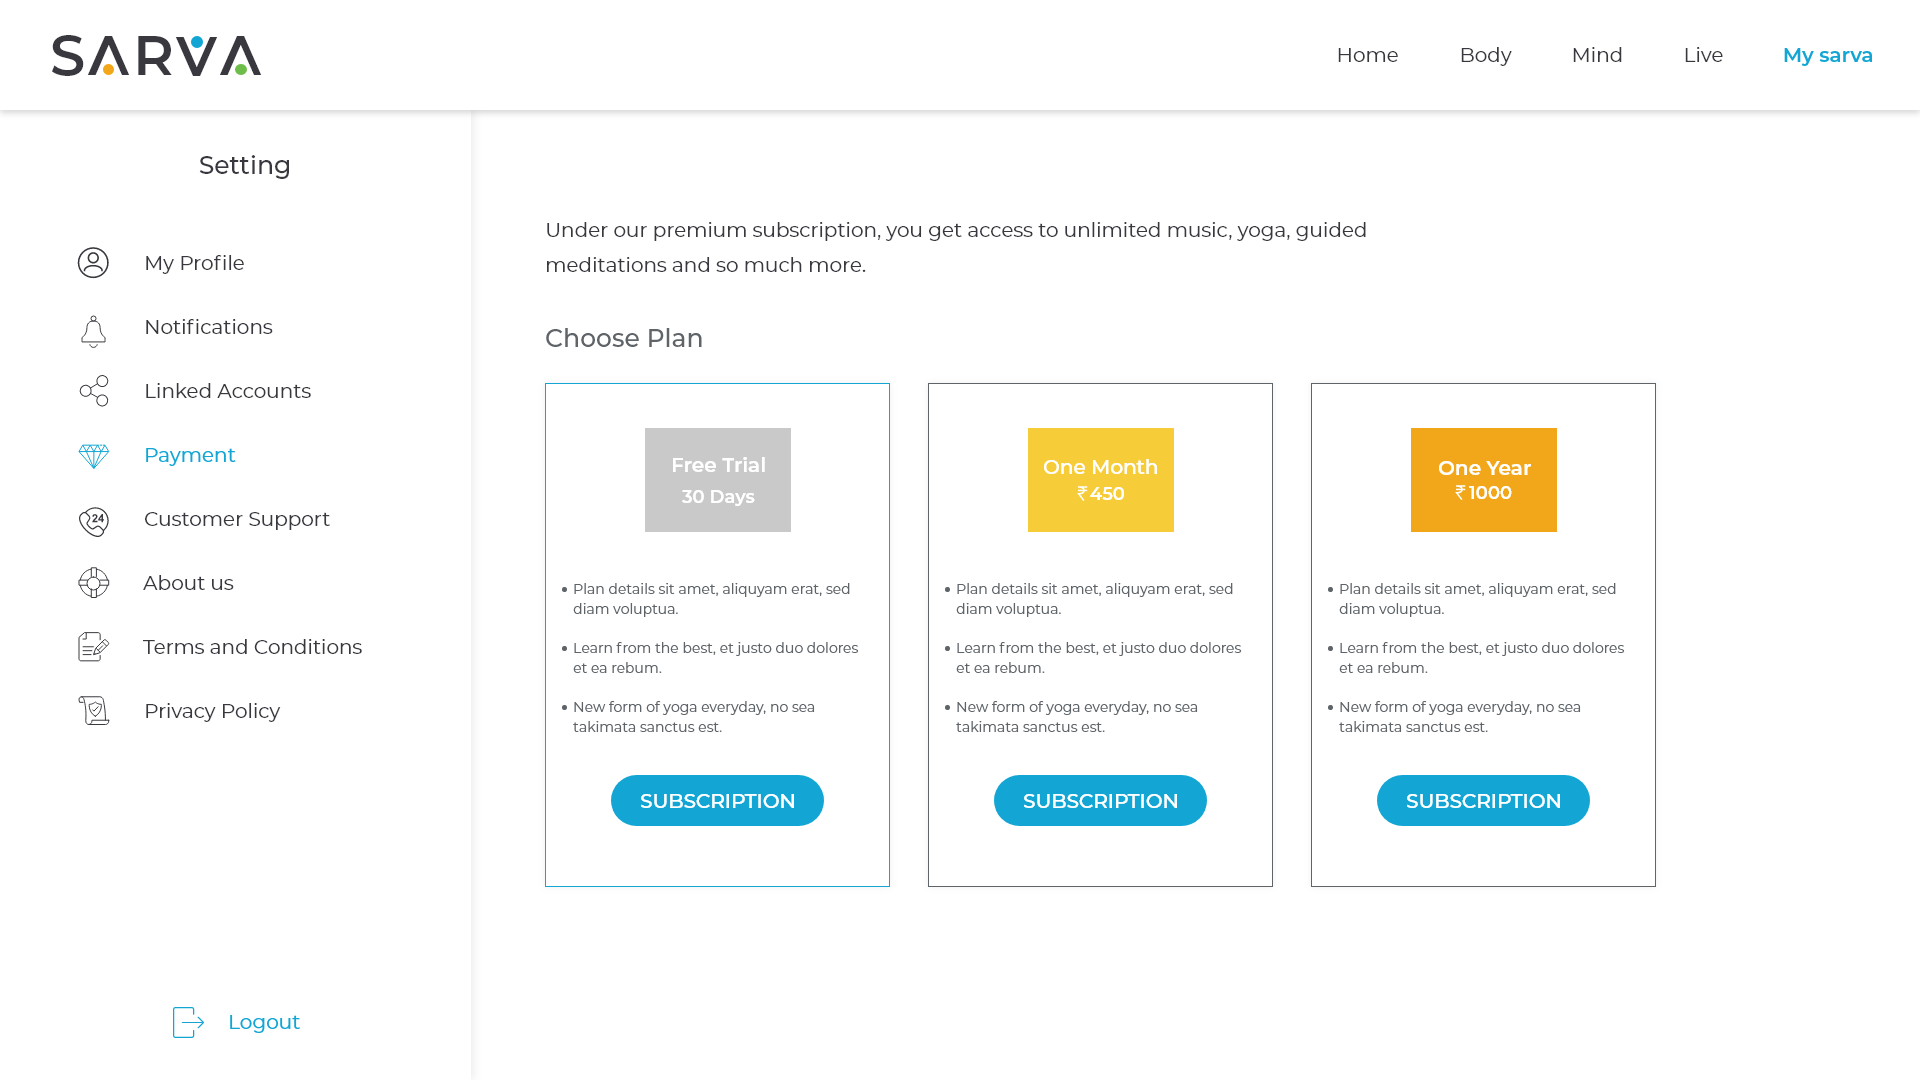 SARVA
Home
Body
Mind
Live
My sarva
Setting
My Profile
Notifications
Linked Accounts
Payment
24
Customer Support
About us
Terms and Conditions
Privacy Policy
Logout
Under our premium subscription, you get access to unlimited music, yoga, guided
meditations and so much more.
Choose Plan
Free Trial
30 Days
• Plan details sit amet, aliquyam erat, sed
diam voluptua.
• Learn from the best, et justo duo dolores
et ea rebum.
• New form of yoga everyday, no sea
takimata sanctus est.
SUBSCRIPTION
One Month
₹450
• Plan details sit amet, aliquyam erat, sed
diam voluptua.
• Learn from the best, et justo duo dolores
et ea rebum.
• New form of yoga everyday, no sea
takimata sanctus est.
SUBSCRIPTION
One Year
₹1000
• Plan details sit amet, aliquyam erat, sed
diam voluptua.
• Learn from the best, et justo duo dolores
et ea rebum.
• New form of yoga everyday, no sea
takimata sanctus est.
SUBSCRIPTION